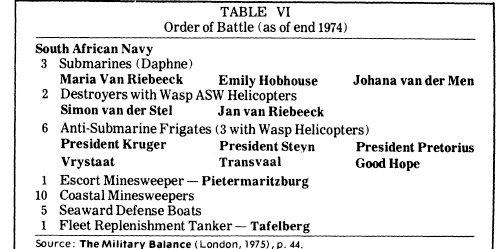 TABLE VI
Order of Battle (as of end 1974)
South African Navy
3 Submarines (Daphne)
Maria Van Riebeeck Emily Hobhouse Johana van der Men
2 Destroyers with Wasp ASW Helicopters
Simon van der Stel Jan van Riebeeck
6 Anti-Submarine Frigates (3 with Wasp Helicopters)
President Kruger President Steyn President Pretorius
Vrystaat Transvaal Good Hope
1 Escort Minesweeper — Pietermaritzburg
10 Coastal Minesweepers
5 Seaward Defense Boats
1 Fleet Replenishment Tanker — Tafelberg
Source: The Military Balance (London, 1975), p. 44.